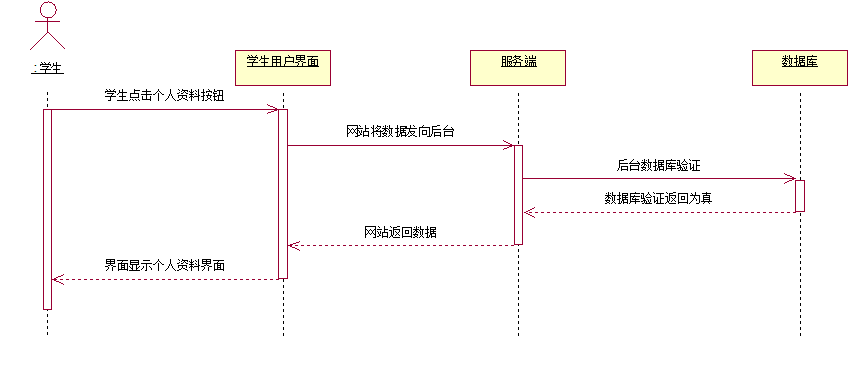 :学生
学生用户界面
服务端
数据库
学生点击个人资料按钮
网站将数据发向后台
后台数据库验证
数据库验证返回为真
网站返回数据
界面显示个人资料界面